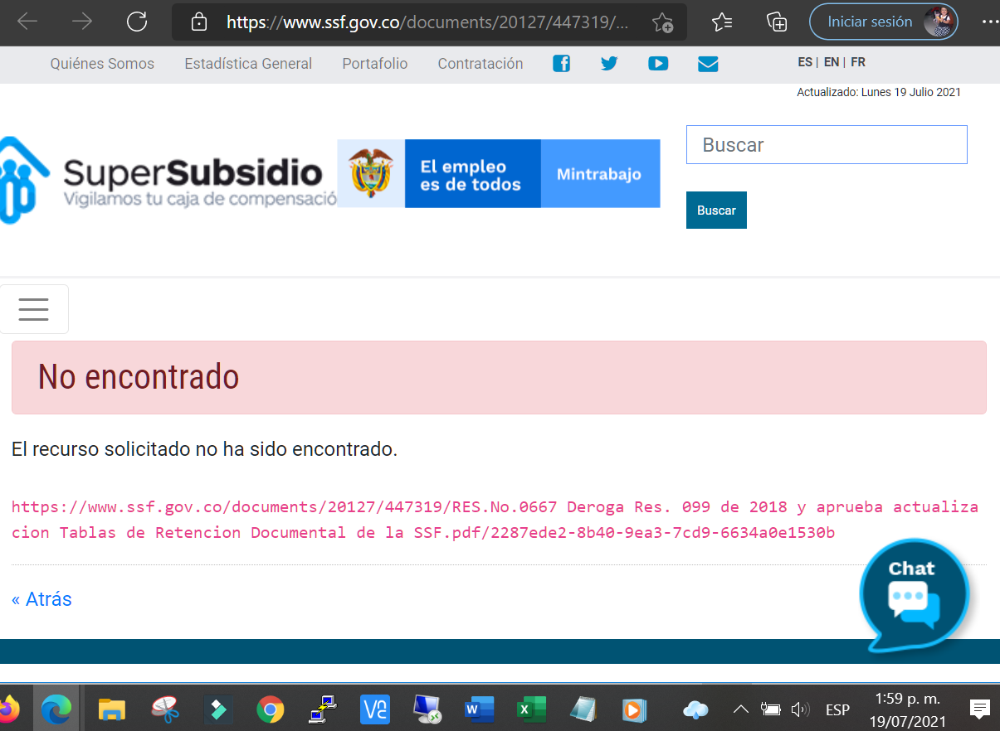 https://www.ssf.gov.co/documents/20127/447319/...
Iniciar sesión
Quiénes Somos Estadística General Portafolio Contratación
ES | EN | FR
Actualizado: Lunes 19 Julio 2021
Buscar
SuperSubsidio
Vigilamos tu caja de compensació
El empleo
es de todos
Mintrabajo
Buscar
No encontrado
El recurso solicitado no ha sido encontrado.
https://www.ssf.gov.co/documents/20127/447319/RES.No.0667 Deroga Res. 099 de 2018 y aprueba actualiza
cion Tablas de Retencion Documental de la SSF.pdf/2287ede2-8b40-9ea3-7cd9-6634a0e1530b
Chat
« Atrás
ESP
1:59 p. m.
19/07/2021